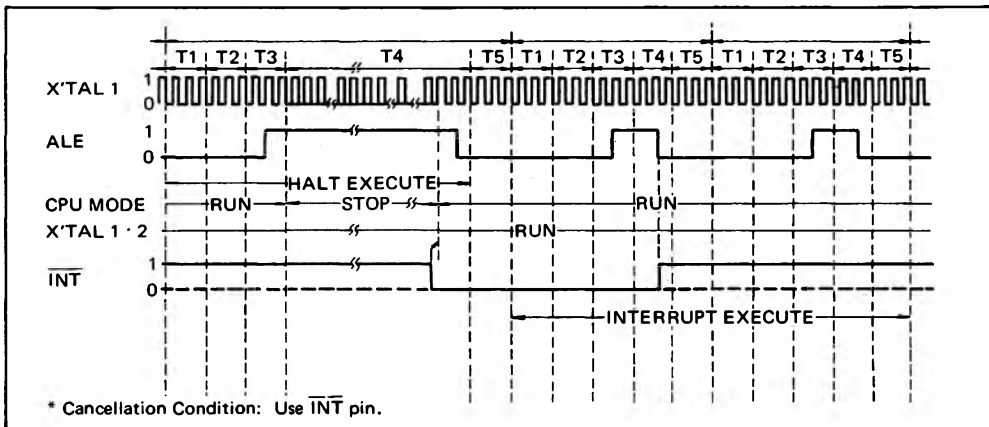 T1 T2 T3 T4 T5 T1 T2 T3 T4 T5 T1 T2 T3 T4 T5
X'TAL 1 1 0
ALE 1 0
HALT EXECUTE
CPU MODE RUN STOP RUN
X'TAL 1·2 RUN
INT 1 0
INTERRUPT EXECUTE
* Cancellation Condition: Use INT pin.